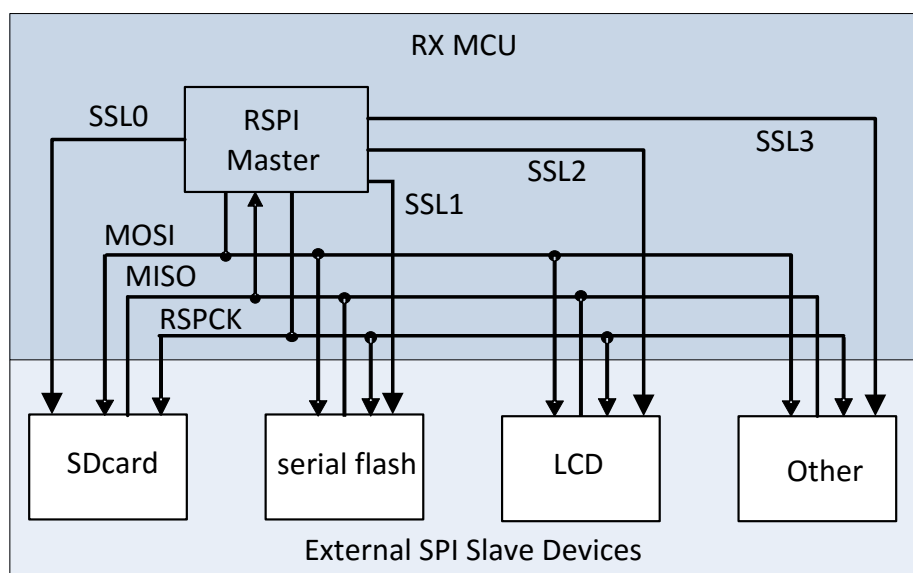 RX MCU
SSL0
RSPI
Master
SSL3
SSL2
SSL1
MOSI
MISO
RSPCK
SDcard
serial flash
LCD
Other
External SPI Slave Devices